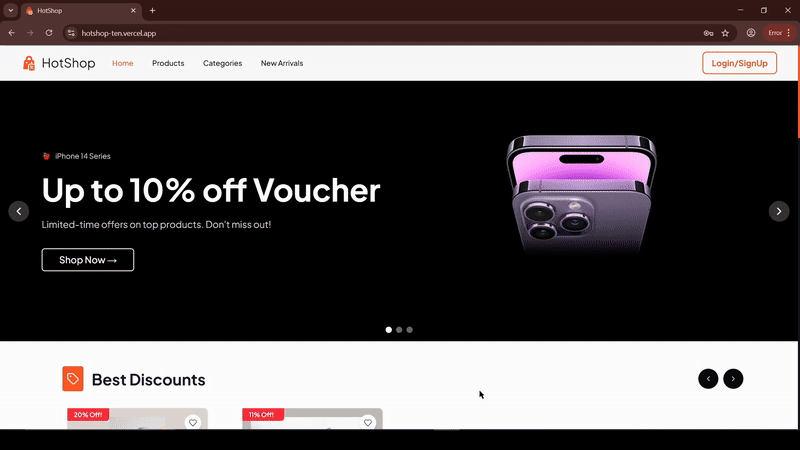 HotShop
hotshop-ten.vercel.app
Error
HotShop
Home
Products
Categories
New Arrivals
Login/SignUp
iPhone 14 Series
Up to 10% off Voucher
Limited-time offers on top products. Don't miss out!
Shop Now →
Best Discounts
20% Off!
11% Off!